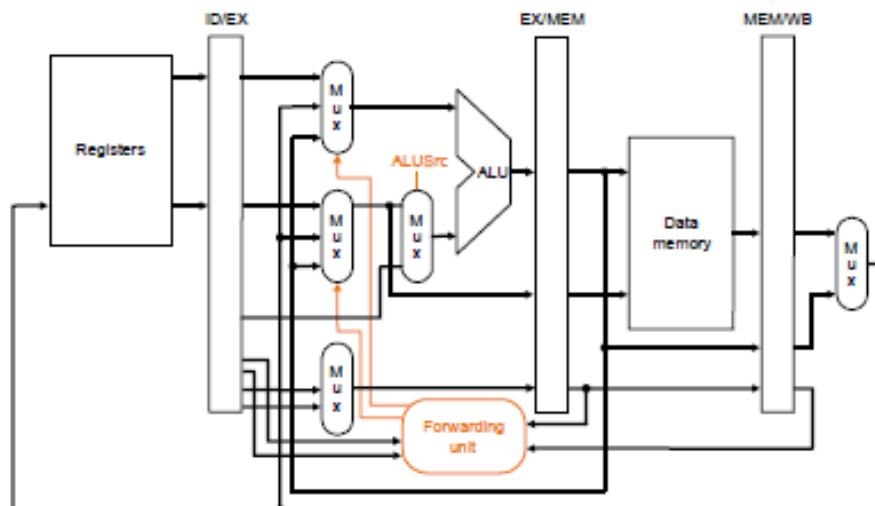 ID/EX
EX/MEM
MEM/WB
Registers
M
u
x
ALUSrc
ALU
M
u
x
M
u
x
Data
memory
M
u
x
M
u
x
Forwarding
unit